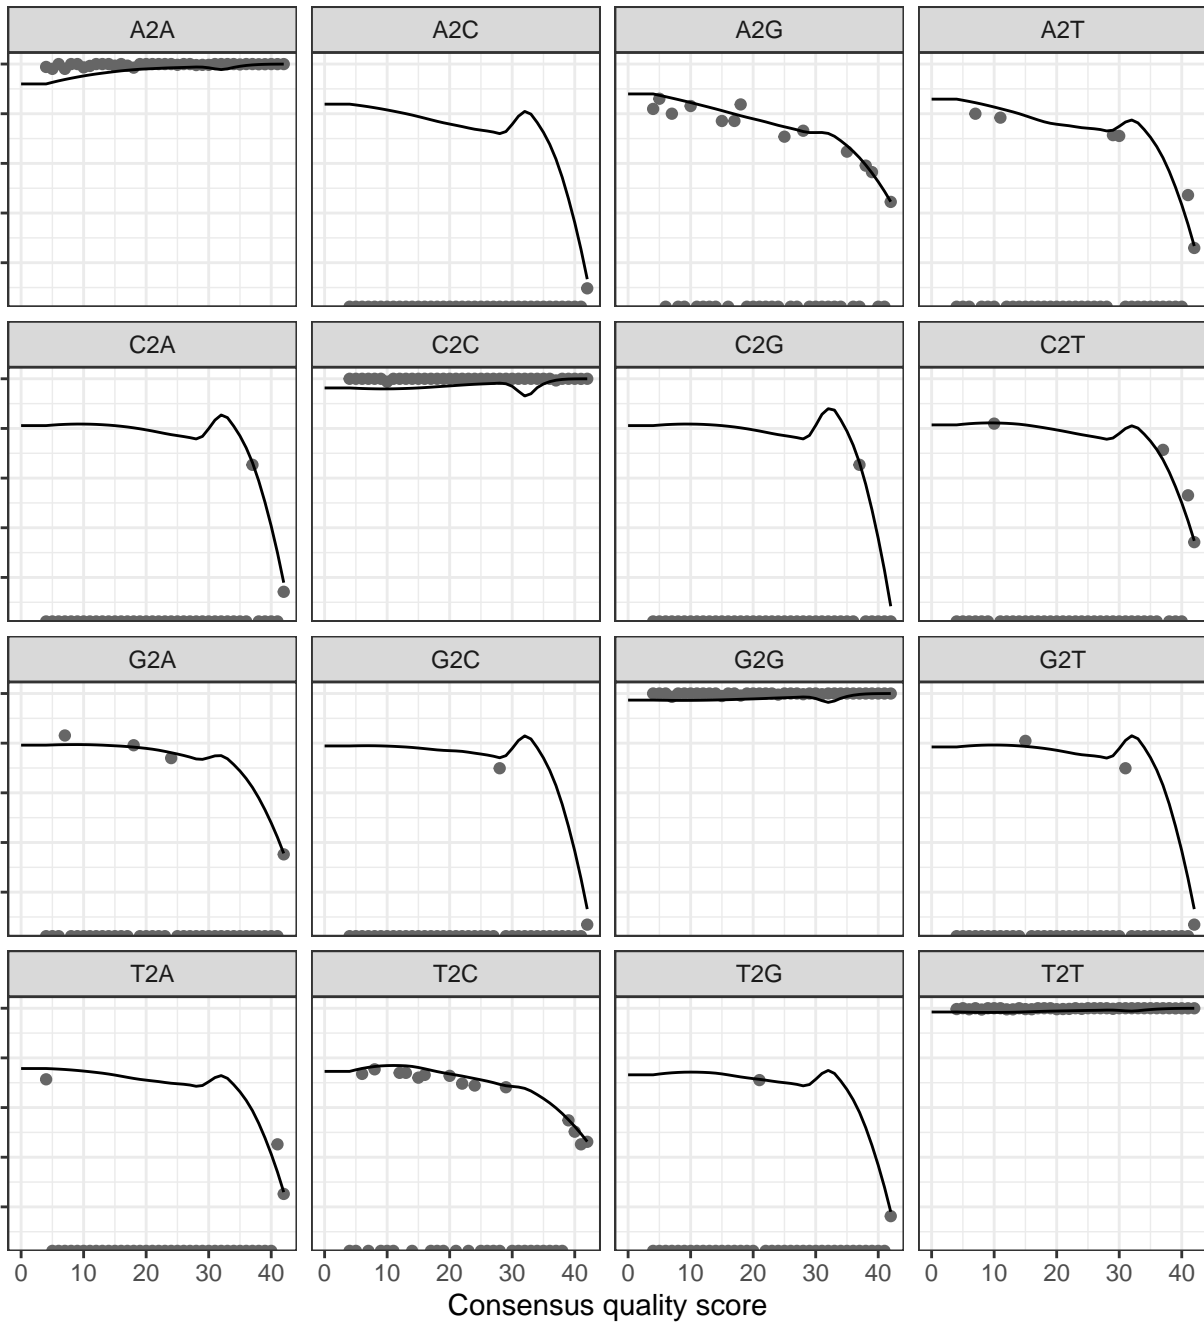 A2A A2C A2G A2T
C2A C2C C2G C2T
G2A G2C G2G G2T
T2A T2C T2G T2T
0 10 20 30 40 0 10 20 30 40 0 10 20 30 40 0 10 20 30 40
Consensus quality score